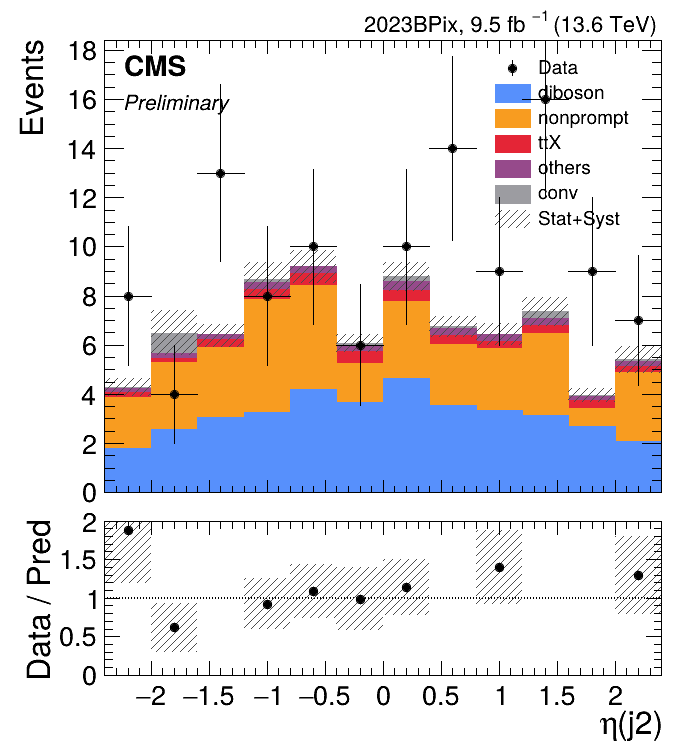 2023BPix, 9.5 fb⁻¹ (13.6 TeV)
CMS
Preliminary
Events
18
16
14
12
10
8
6
4
2
0
Data
diboson
nonprompt
ttX
others
conv
Stat+Syst
Data / Pred
2
1.5
1
0.5
0
−2 −1.5 −1 −0.5 0 0.5 1 1.5 2
η(j2)